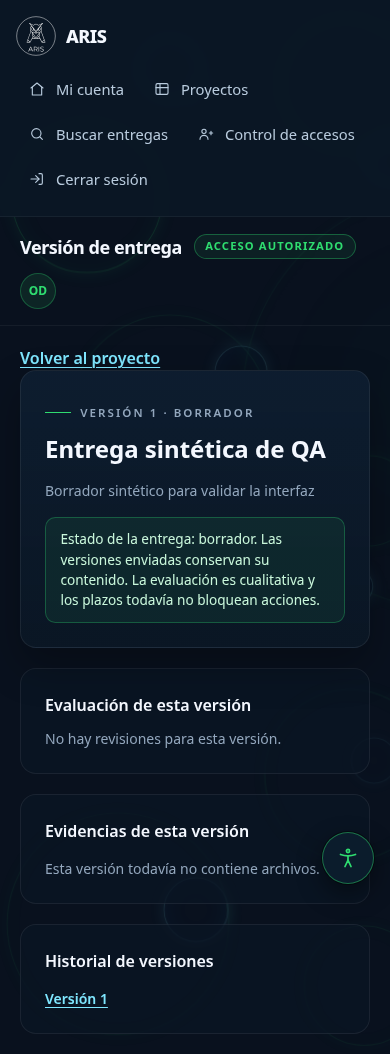 ARIS
ARIS
Mi cuenta
Proyectos
Buscar entregas
Control de accesos
Cerrar sesión
Versión de entrega
ACCESO AUTORIZADO
OD
Volver al proyecto
VERSIÓN 1 · BORRADOR
Entrega sintética de QA
Borrador sintético para validar la interfaz
Estado de la entrega: borrador. Las
versiones enviadas conservan su
contenido. La evaluación es cualitativa y
los plazos todavía no bloquean acciones.
Evaluación de esta versión
No hay revisiones para esta versión.
Evidencias de esta versión
Esta versión todavía no contiene archivos.
Historial de versiones
Versión 1